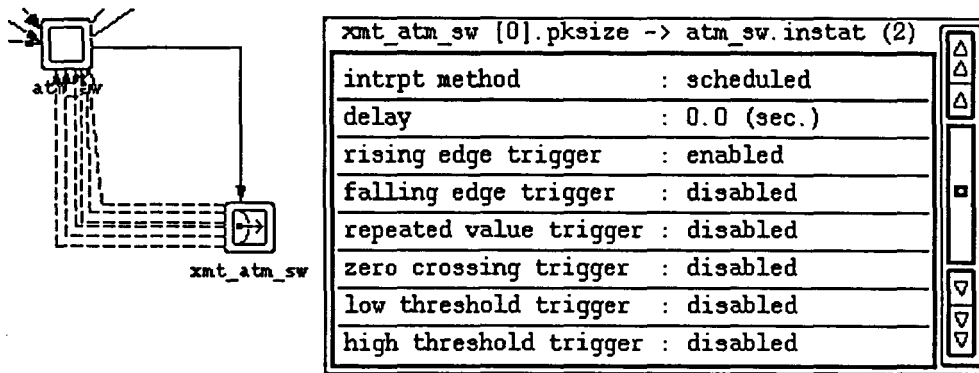 atm_sw
xmt_atm_sw
xmt_atm_sw [0].pksize -> atm_sw.instat (2)
intrpt method : scheduled
delay : 0.0 (sec.)
rising edge trigger : enabled
falling edge trigger : disabled
repeated value trigger : disabled
zero crossing trigger : disabled
low threshold trigger : disabled
high threshold trigger : disabled